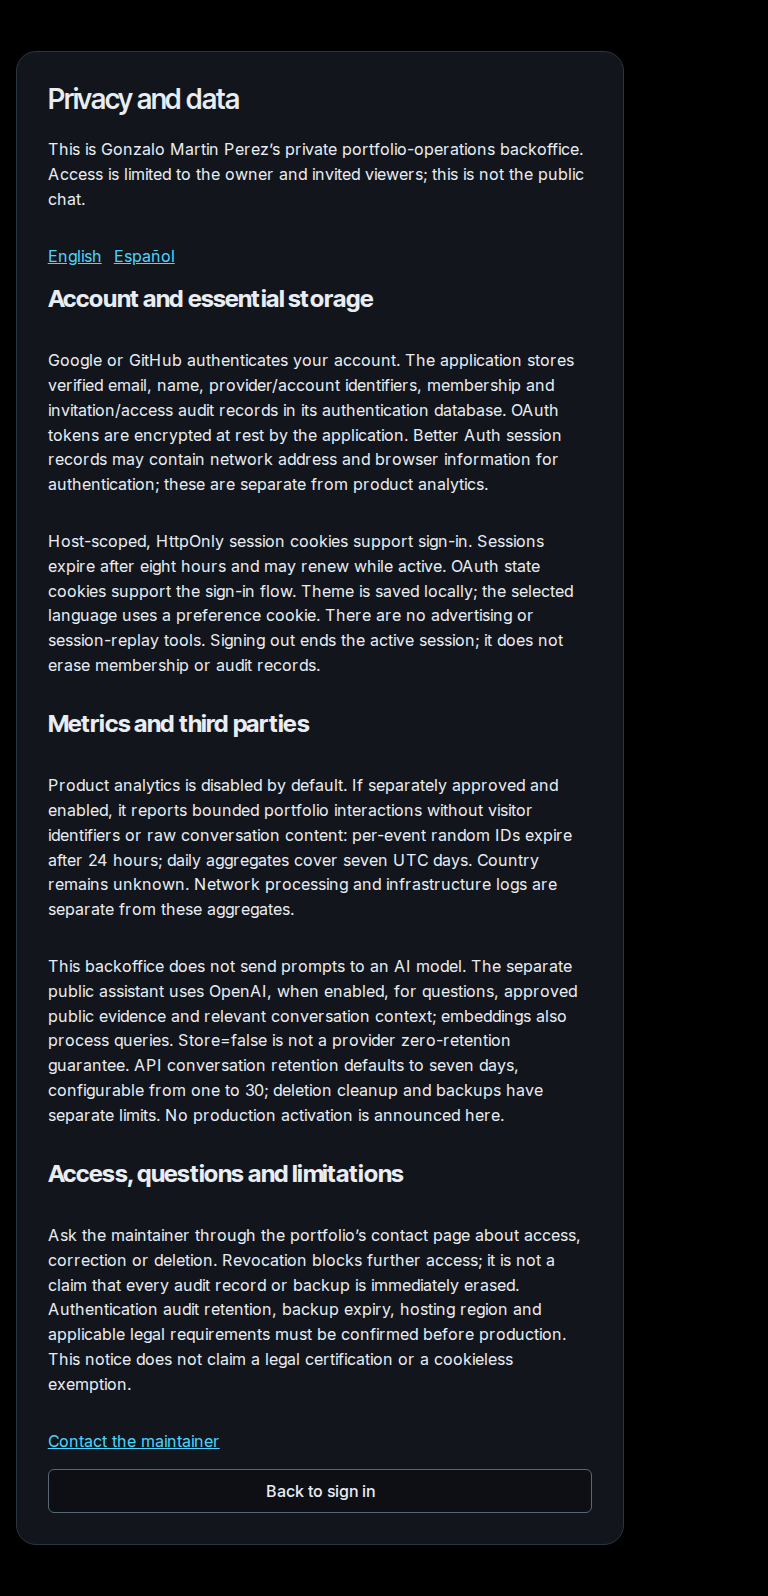 Privacy and data
This is Gonzalo Martin Perez’s private portfolio-operations backoffice.
Access is limited to the owner and invited viewers; this is not the public
chat.
English Español
Account and essential storage
Google or GitHub authenticates your account. The application stores
verified email, name, provider/account identifiers, membership and
invitation/access audit records in its authentication database. OAuth
tokens are encrypted at rest by the application. Better Auth session
records may contain network address and browser information for
authentication; these are separate from product analytics.
Host-scoped, HttpOnly session cookies support sign-in. Sessions
expire after eight hours and may renew while active. OAuth state
cookies support the sign-in flow. Theme is saved locally; the selected
language uses a preference cookie. There are no advertising or
session-replay tools. Signing out ends the active session; it does not
erase membership or audit records.
Metrics and third parties
Product analytics is disabled by default. If separately approved and
enabled, it reports bounded portfolio interactions without visitor
identifiers or raw conversation content: per-event random IDs expire
after 24 hours; daily aggregates cover seven UTC days. Country
remains unknown. Network processing and infrastructure logs are
separate from these aggregates.
This backoffice does not send prompts to an AI model. The separate
public assistant uses OpenAI, when enabled, for questions, approved
public evidence and relevant conversation context; embeddings also
process queries. Store=false is not a provider zero-retention
guarantee. API conversation retention defaults to seven days,
configurable from one to 30; deletion cleanup and backups have
separate limits. No production activation is announced here.
Access, questions and limitations
Ask the maintainer through the portfolio’s contact page about access,
correction or deletion. Revocation blocks further access; it is not a
claim that every audit record or backup is immediately erased.
Authentication audit retention, backup expiry, hosting region and
applicable legal requirements must be confirmed before production.
This notice does not claim a legal certification or a cookieless
exemption.
Contact the maintainer
Back to sign in